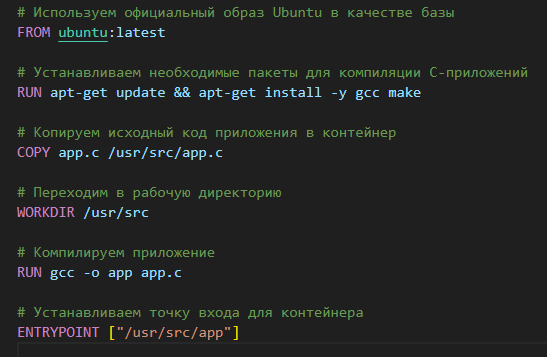 # Используем официальный образ Ubuntu в качестве базы
FROM ubuntu:latest
# Устанавливаем необходимые пакеты для компиляции C-приложений
RUN apt-get update && apt-get install -y gcc make
# Копируем исходный код приложения в контейнер
COPY app.c /usr/src/app.c
# Переходим в рабочую директорию
WORKDIR /usr/src
# Компилируем приложение
RUN gcc -o app app.c
# Устанавливаем точку входа для контейнера
ENTRYPOINT ["/usr/src/app"]